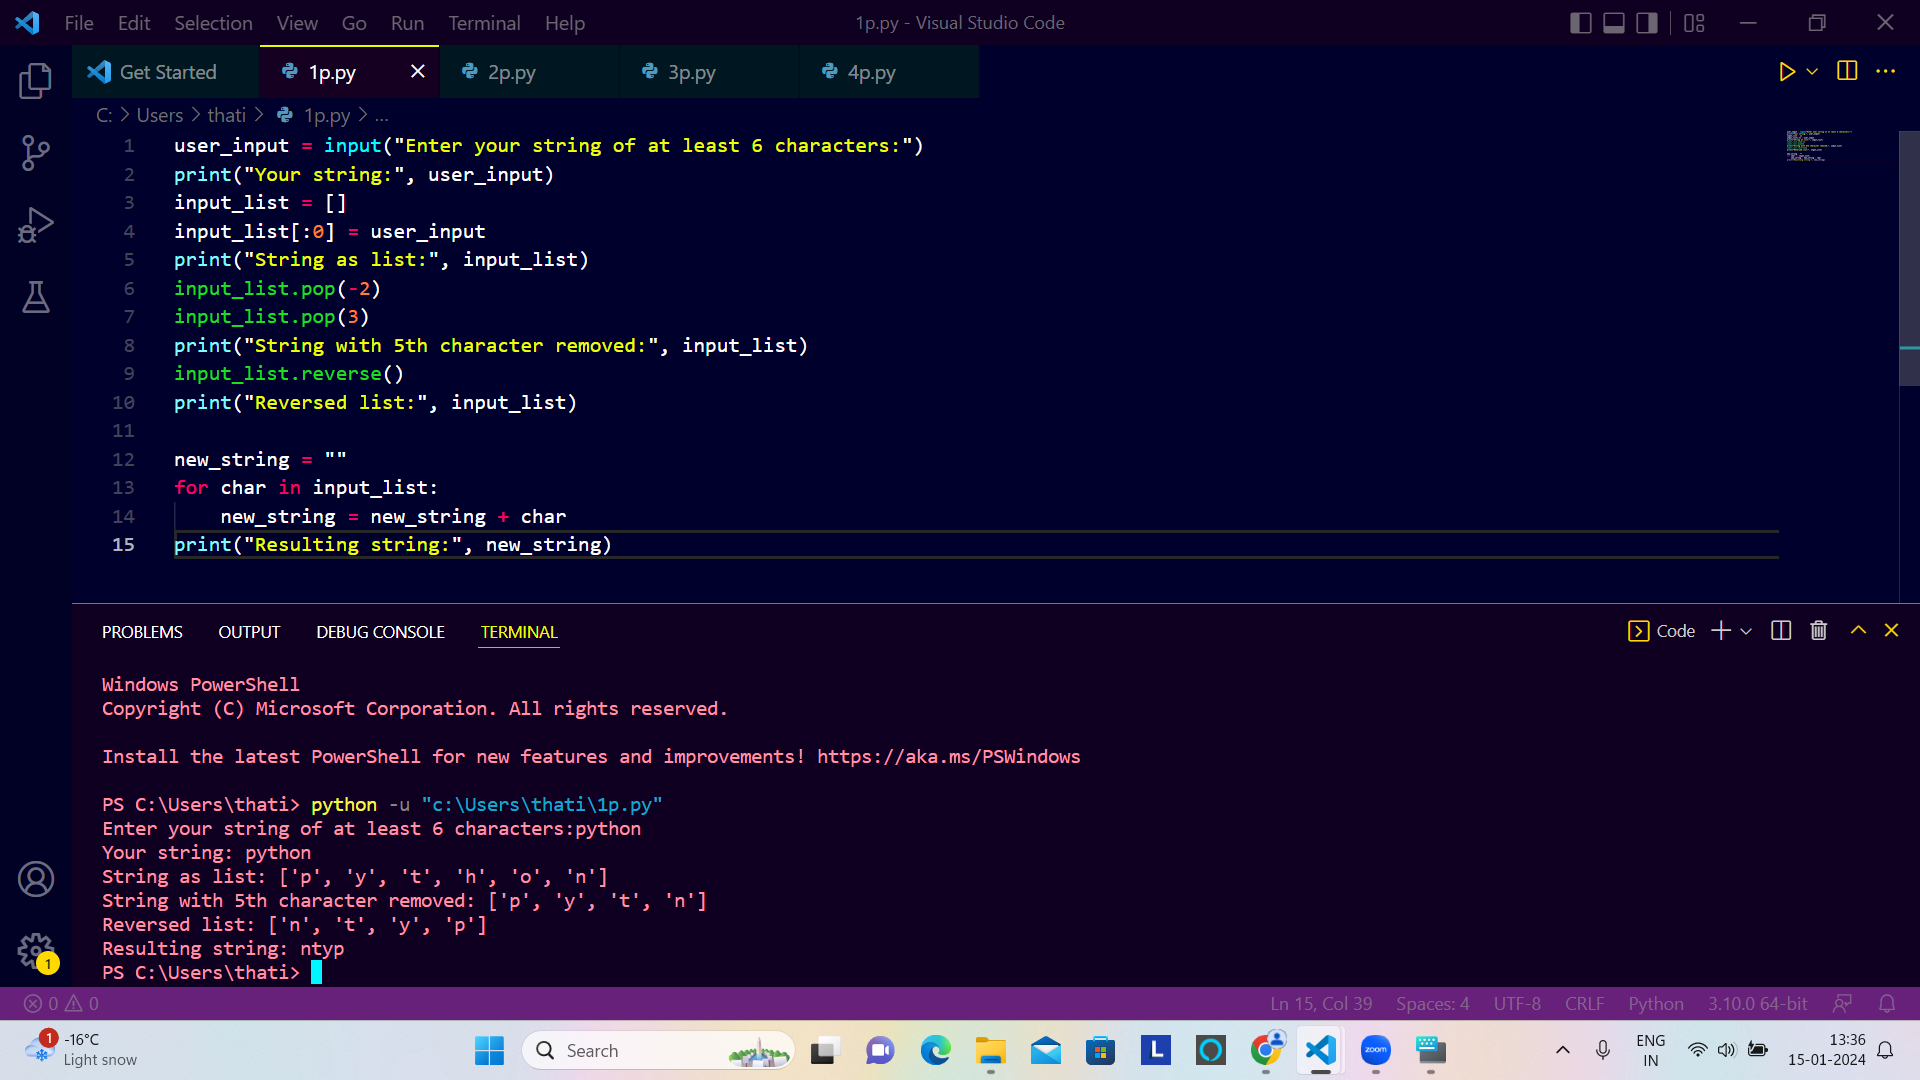 File Edit Selection View Go Run Terminal Help
1p.py - Visual Studio Code
Get Started 1p.py 2p.py 3p.py 4p.py
C: > Users > thati > 1p.py > ...
1 user_input = input("Enter your string of at least 6 characters:")
2 print("Your string:", user_input)
3 input_list = []
4 input_list[:0] = user_input
5 print("String as list:", input_list)
6 input_list.pop(-2)
7 input_list.pop(3)
8 print("String with 5th character removed:", input_list)
9 input_list.reverse()
10 print("Reversed list:", input_list)
11
12 new_string = ""
13 for char in input_list:
14     new_string = new_string + char
15 print("Resulting string:", new_string)
PROBLEMS OUTPUT DEBUG CONSOLE TERMINAL
Code
Windows PowerShell
Copyright (C) Microsoft Corporation. All rights reserved.
Install the latest PowerShell for new features and improvements! https://aka.ms/PSWindows
PS C:\Users\thati> python -u "c:\Users\thati\1p.py"
Enter your string of at least 6 characters:python
Your string: python
String as list: ['p', 'y', 't', 'h', 'o', 'n']
String with 5th character removed: ['p', 'y', 't', 'n']
Reversed list: ['n', 't', 'y', 'p']
Resulting string: ntyp
PS C:\Users\thati>
1
0 0
Ln 15, Col 39 Spaces: 4 UTF-8 CRLF Python 3.10.0 64-bit
1
-16°C
Light snow
Search
L
zoom
ENG
IN
13:36
15-01-2024